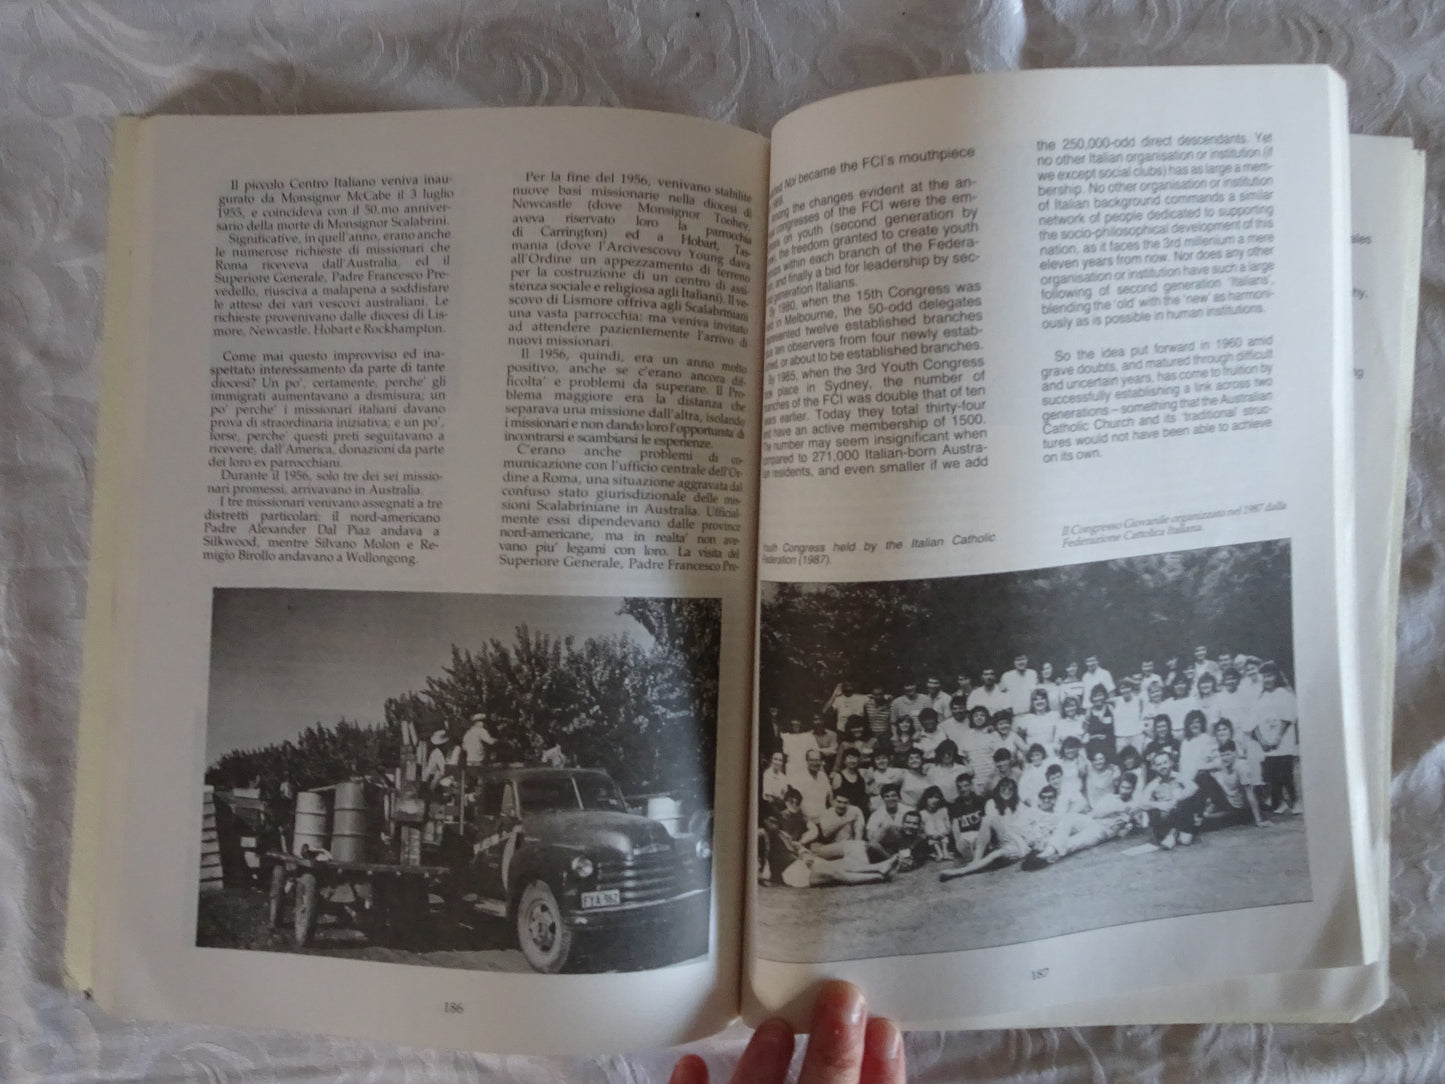 Il piccolo Centro Italiano veniva inau-
gurato da Monsignor McCabe il 3 luglio
1955, e coincideva con il 50.mo anniver-
sario della morte di Monsignor Scalabrini.
Significative, in quell'anno, erano anche
le numerose richieste di missionari che
Roma riceveva dall'Australia, ed il
Superiore Generale, Padre Francesco Pre-
vedello, riusciva a malapena a soddisfare
le attese dei vari vescovi australiani. Le
richieste provenivano dalle diocesi di Lis-
more, Newcastle, Hobart e Rockhampton.
Come mai questo improvviso ed ina-
spettato interessamento da parte di tante
diocesi? Un po', certamente, perche' gli
immigrati aumentavano a dismisura; un
po' perche' i missionari italiani davano
prova di straordinaria iniziativa; e un po',
forse, perche' questi preti seguitavano a
ricevere, dall'America, donazioni da parte
dei loro ex parrocchiani.
Durante il 1956, solo tre dei sei missio-
nari promessi, arrivavano in Australia.
I tre missionari venivano assegnati a tre
distretti particolari: il nord-americano
Padre Alexander Dal Piaz andava a
Silkwood, mentre Silvano Molon e Re-
migio Birollo andavano a Wollongong.
Per la fine del 1956, venivano stabilite
nuove basi missionarie nella diocesi di
Newcastle (dove Monsignor Toohey,
aveva riservato loro la parrocchia
di Carrington) ed a Hobart, Tas-
mania (dove l'Arcivescovo Young dava
all'Ordine un appezzamento di terreno
per la costruzione di un centro di assi-
stenza sociale e religiosa agli Italiani). Il ve-
scovo di Lismore offriva agli Scalabriniani
una vasta parrocchia: ma veniva invitato
ad attendere pazientemente l'arrivo di
nuovi missionari.
Il 1956, quindi, era un anno molto
positivo, anche se c'erano ancora dif-
ficolta' e problemi da superare. Il Pro-
blema maggiore era la distanza che
separava una missione dall'altra, isolando
i missionari e non dando loro l'opportunita' di
incontrarsi e scambiarsi le esperienze.
C'erano anche problemi di co-
municazione con l'ufficio centrale dell'Or-
dine a Roma, una situazione aggravata dal
confuso stato giurisdizionale delle mis-
sioni Scalabriniane in Australia. Ufficial-
mente essi dipendevano dalle province
nord-americane, ma in realta' non ave-
vano piu' legami con loro. La visita del
Superiore Generale, Padre Francesco Pre-
FYA 962
186
Noi became the FCI's mouthpiece
the changes evident at the an-
congresses of the FCI were the em-
on youth (second generation by
the freedom granted to create youth
within each branch of the Federa-
and finally a bid for leadership by sec-
generation Italians.
By 1980, when the 15th Congress was
in Melbourne, the 50-odd delegates
represented twelve established branches
ten observers from four newly estab-
or about to be established branches.
By 1985, when the 3rd Youth Congress
place in Sydney, the number of
branches of the FCI was double that of ten
years earlier. Today they total thirty-four
and have an active membership of 1500.
The number may seem insignificant when
compared to 271,000 Italian-born Austra-
residents, and even smaller if we add
the 250,000-odd direct descendants. Yet
no other Italian organisation or institution (if
we except social clubs) has as large a mem-
bership. No other organisation or institution
of Italian background commands a similar
network of people dedicated to supporting
the socio-philosophical development of this
nation, as it faces the 3rd millenium a mere
eleven years from now. Nor does any other
organisation or institution have such a large
following of second generation 'Italians',
blending the 'old' with the 'new' as harmoni-
ously as is possible in human institutions.
So the idea put forward in 1960 amid
grave doubts, and matured through difficult
and uncertain years, has come to fruition by
successfully establishing a link across two
generations – something that the Australian
Catholic Church and its 'traditional' struc-
tures would not have been able to achieve
on its own.
Youth Congress held by the Italian Catholic
Federation (1987).
Il Congresso Giovanile organizzato nel 1987 dalla
Federazione Cattolica Italiana.
187